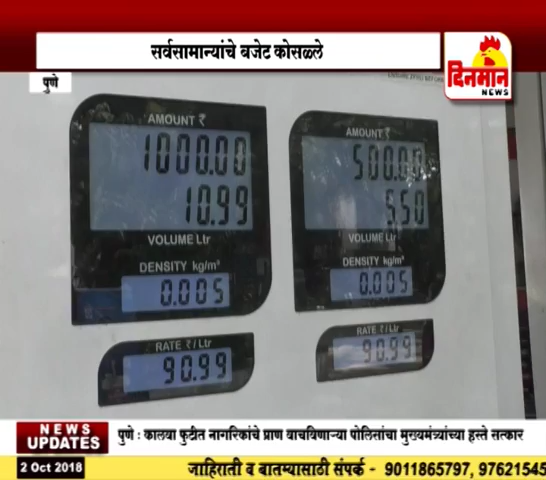 सर्वसामान्यांचे बजेट कोसळ्ले
दिनमान
NEWS
पुणे
AMOUNT ₹
1000.00
10.99
VOLUME Ltr
DENSITY kg/m³
0.005
RATE ₹/Ltr
90.99
AMOUNT ₹
500.00
5.50
VOLUME Ltr
DENSITY kg/m³
0.005
RATE ₹/Ltr
90.99
NEWS
UPDATES
पुणे : कालवा फुटीत नागरिकांचे प्राण वाचविणाऱ्या पोलिसांचा मुख्यमंत्र्यांच्या हस्ते सत्कार
2 Oct 2018
जाहिराती व बातम्यासाठी संपर्क - 9011865797, 97621545